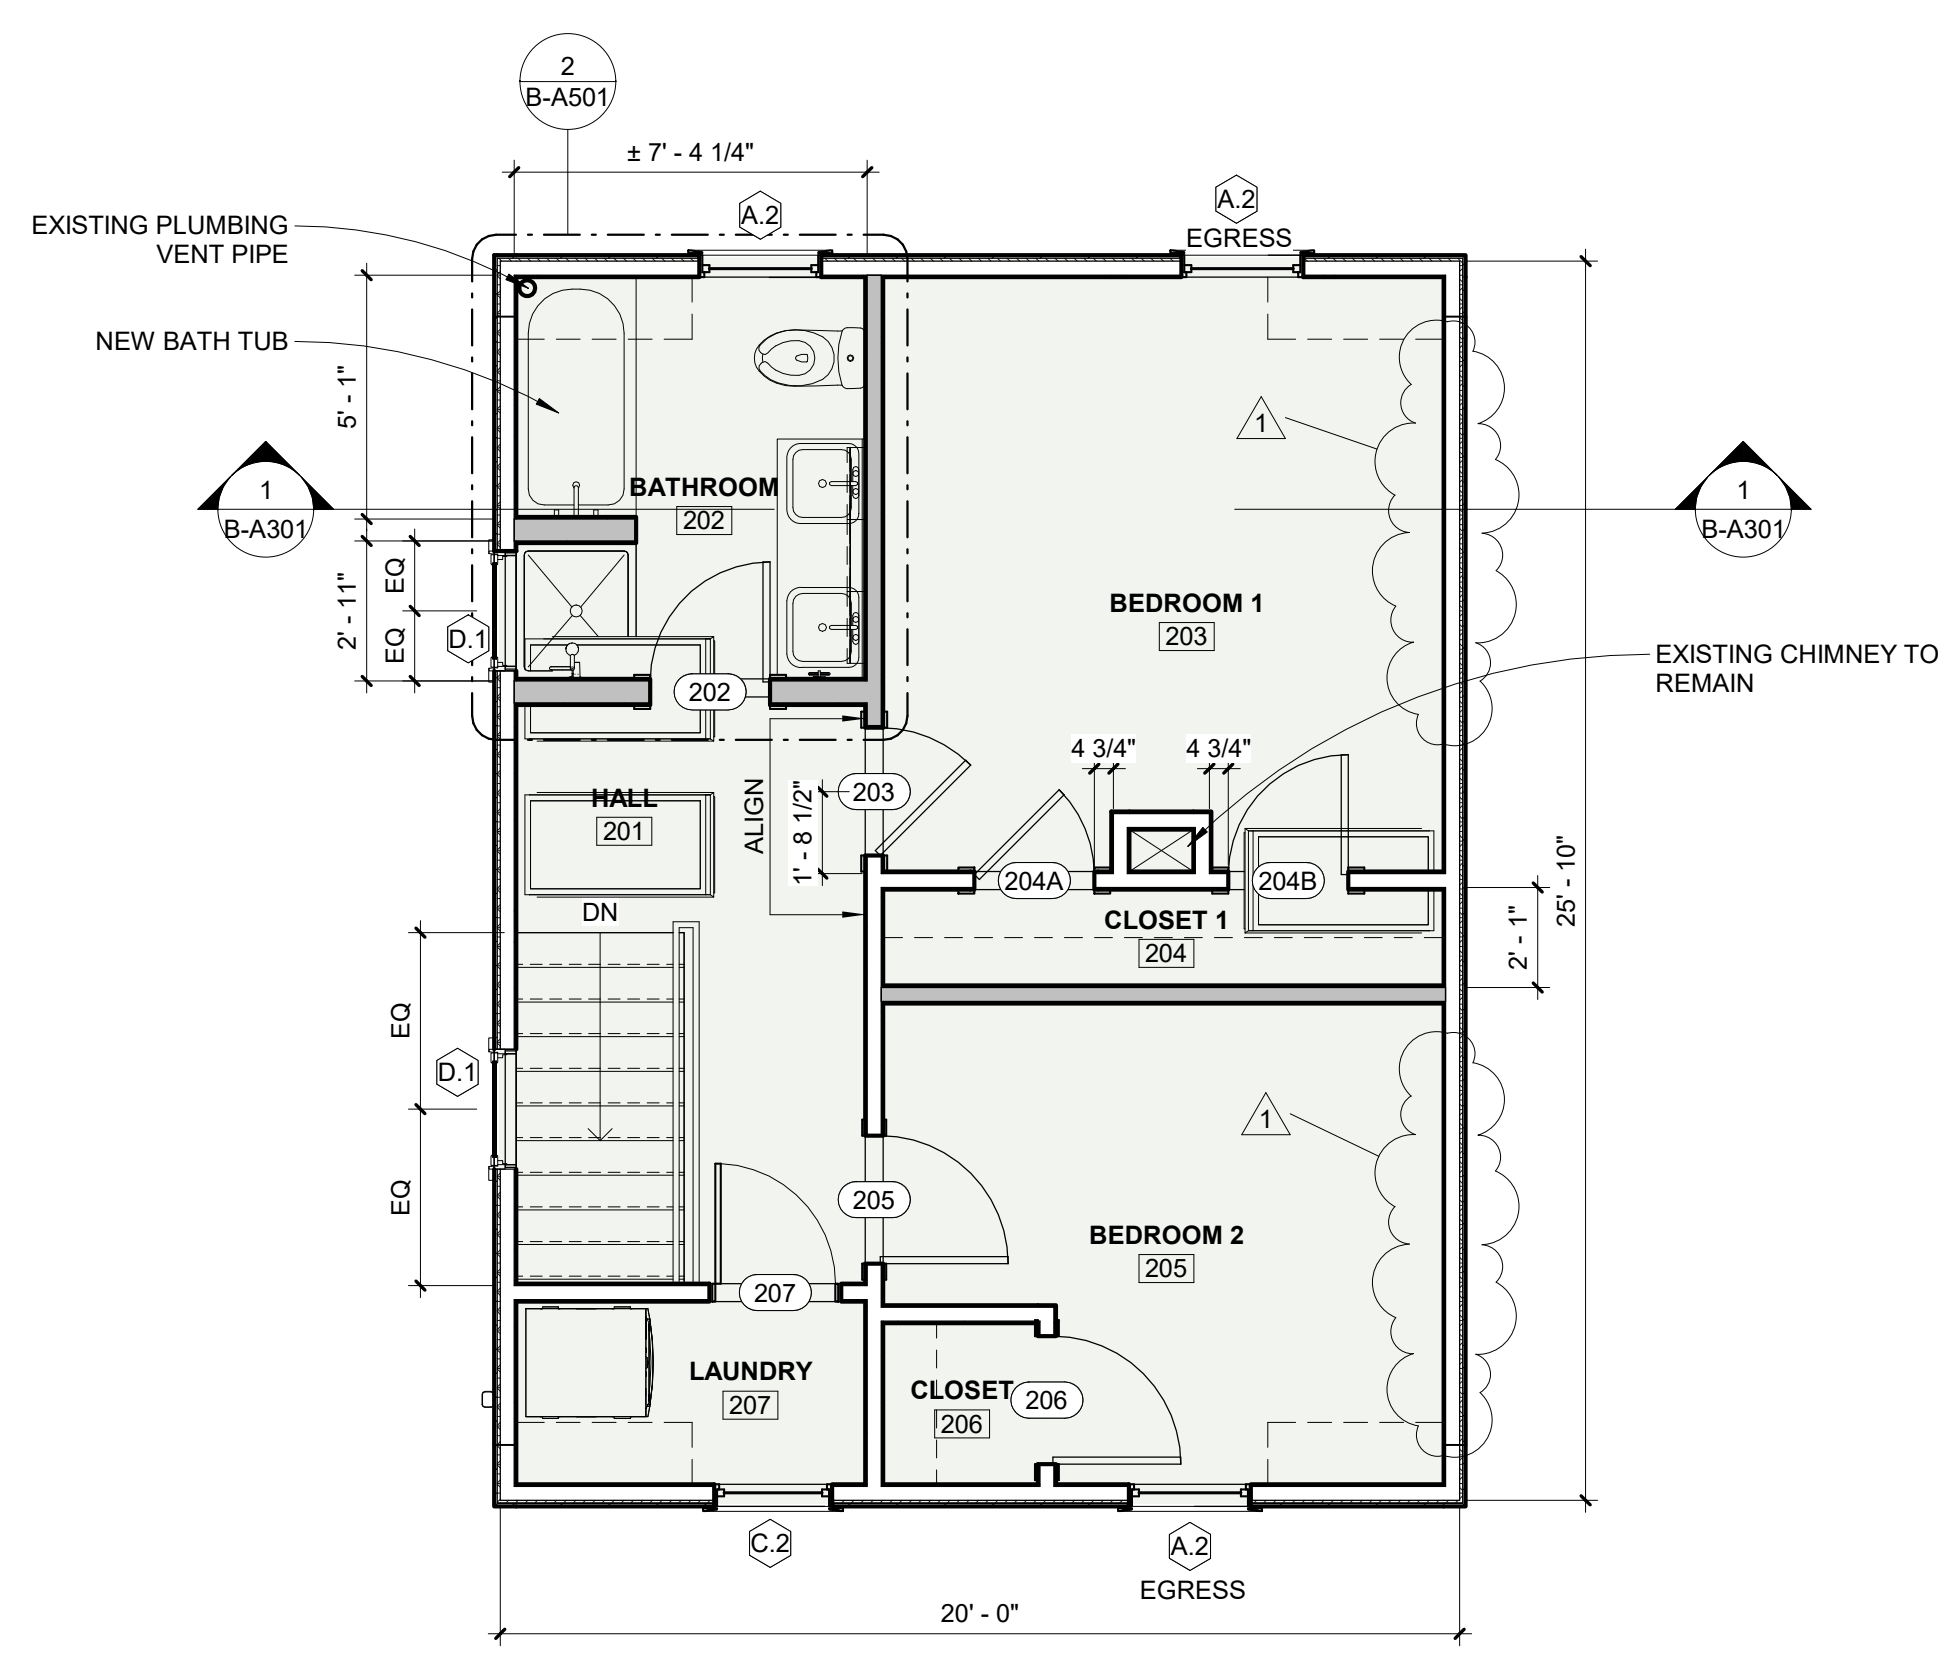 2
B-A501
± 7' - 4 1/4"
A.2
A.2
EGRESS
EXISTING PLUMBING
VENT PIPE
NEW BATH TUB
5' - 1"
1
1
B-A301
BATHROOM
202
1
B-A301
EQ
EQ
2' - 11"
D.1
BEDROOM 1
203
EXISTING CHIMNEY TO
REMAIN
202
4 3/4"
4 3/4"
HALL
201
ALIGN
1' - 8 1/2"
203
204A
204B
DN
CLOSET 1
204
2' - 1"
25' - 10"
EQ
D.1
EQ
1
205
BEDROOM 2
205
207
LAUNDRY
207
CLOSET
206
206
C.2
A.2
EGRESS
20' - 0"